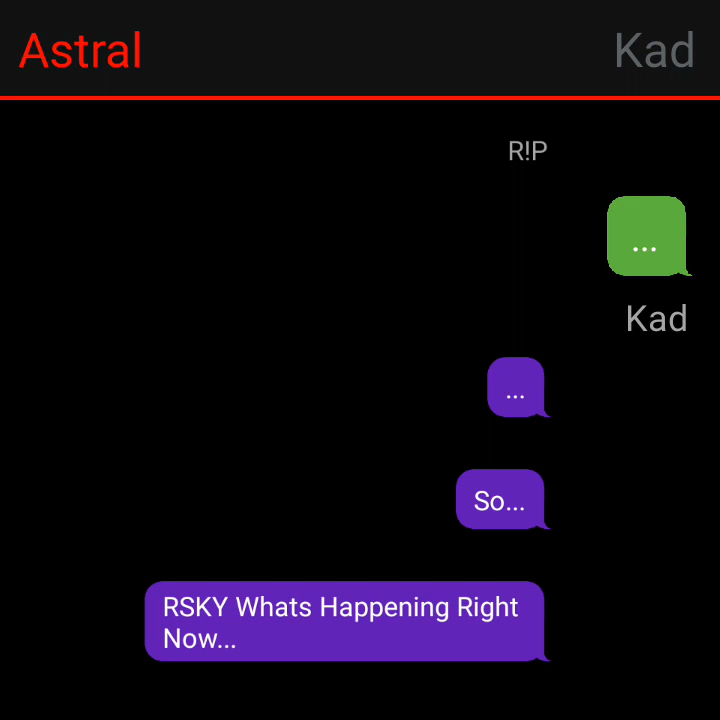 Astral
Kad
R!P
...
Kad
...
So...
RSKY Whats Happening Right
Now...